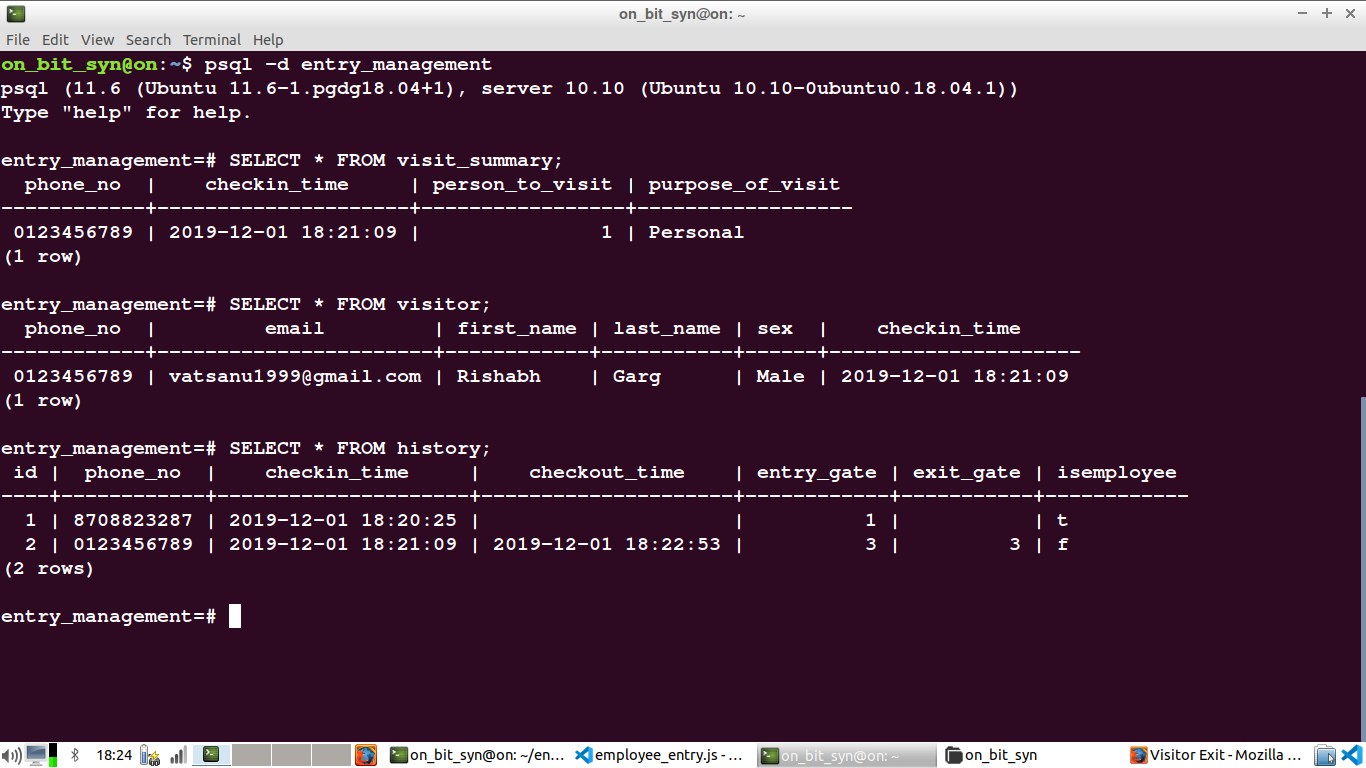 on_bit_syn@on: ~
File Edit View Search Terminal Help
on_bit_syn@on:~$ psql -d entry_management
psql (11.6 (Ubuntu 11.6-1.pgdg18.04+1), server 10.10 (Ubuntu 10.10-0ubuntu0.18.04.1))
Type "help" for help.
entry_management=# SELECT * FROM visit_summary;
  phone_no  |    checkin_time     | person_to_visit | purpose_of_visit
------------+---------------------+-----------------+------------------
 0123456789 | 2019-12-01 18:21:09 |               1 | Personal
(1 row)
entry_management=# SELECT * FROM visitor;
  phone_no  |         email         | first_name | last_name | sex  |    checkin_time
------------+-----------------------+------------+-----------+------+---------------------
 0123456789 | vatsanu1999@gmail.com | Rishabh    | Garg      | Male | 2019-12-01 18:21:09
(1 row)
entry_management=# SELECT * FROM history;
 id |  phone_no  |    checkin_time     |    checkout_time    | entry_gate | exit_gate | isemployee
----+------------+---------------------+---------------------+------------+-----------+------------
  1 | 8708823287 | 2019-12-01 18:20:25 |                     |          1 |           | t
  2 | 0123456789 | 2019-12-01 18:21:09 | 2019-12-01 18:22:53 |          3 |         3 | f
(2 rows)
entry_management=#
18:24 on_bit_syn@on: ~/en... employee_entry.js - ... on_bit_syn@on: ~ on_bit_syn Visitor Exit - Mozilla ...